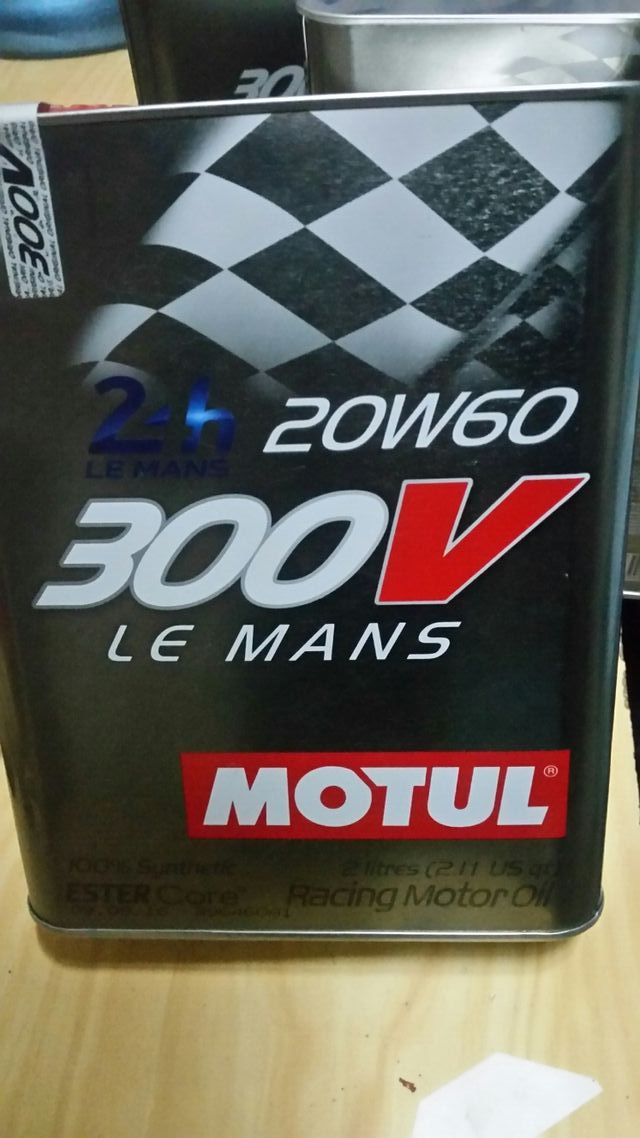 300
300V
24h
LE MANS
20W60
300V
LE MANS
MOTUL®
100% Synthetic
2 litres (2.11 US qt)
ESTER Core®
Racing Motor Oil